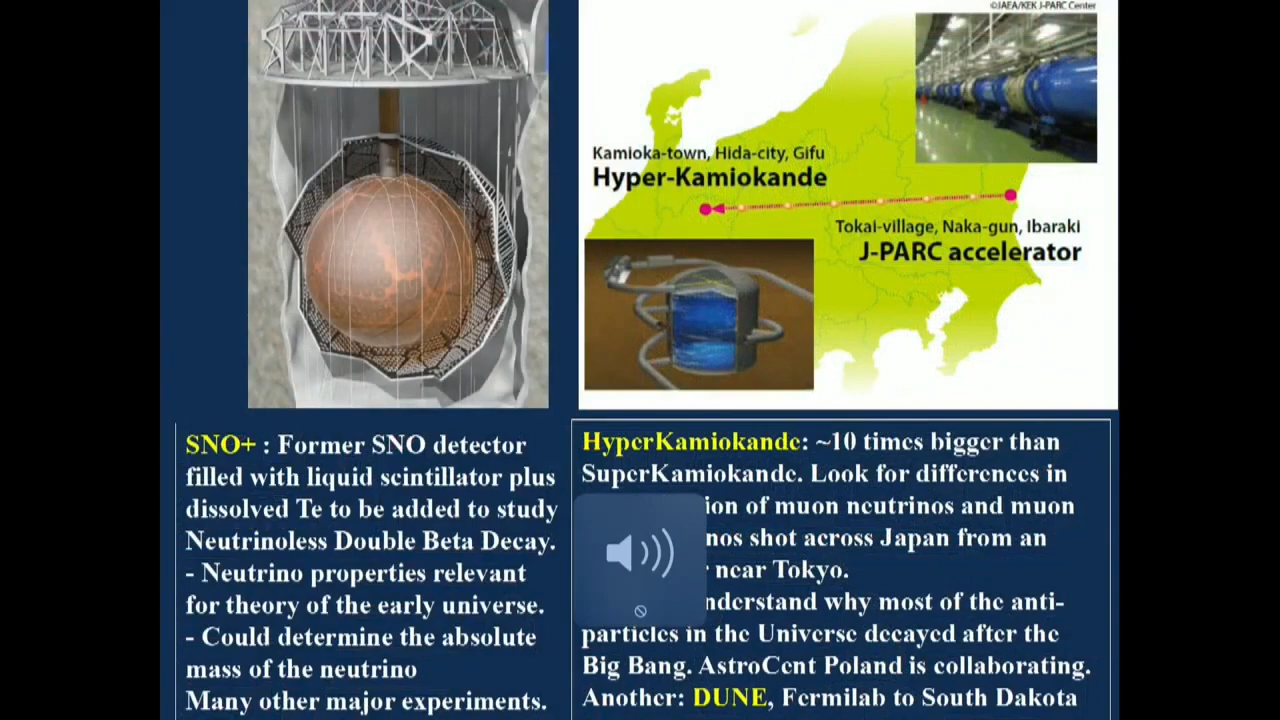 ©JAEA/KEK J-PARC Center
Kamioka-town, Hida-city, Gifu
Hyper-Kamiokande
Tokai-village, Naka-gun, Ibaraki
J-PARC accelerator
SNO+ : Former SNO detector
filled with liquid scintillator plus
dissolved Te to be added to study
Neutrinoless Double Beta Decay.
- Neutrino properties relevant
for theory of the early universe.
- Could determine the absolute
mass of the neutrino
Many other major experiments.
HyperKamiokande: ~10 times bigger than
SuperKamiokande. Look for differences in
of muon neutrinos and muon
shot across Japan from an
near Tokyo.
why most of the anti-
particles in the Universe decayed after the
Big Bang. AstroCent Poland is collaborating.
Another: DUNE, Fermilab to South Dakota